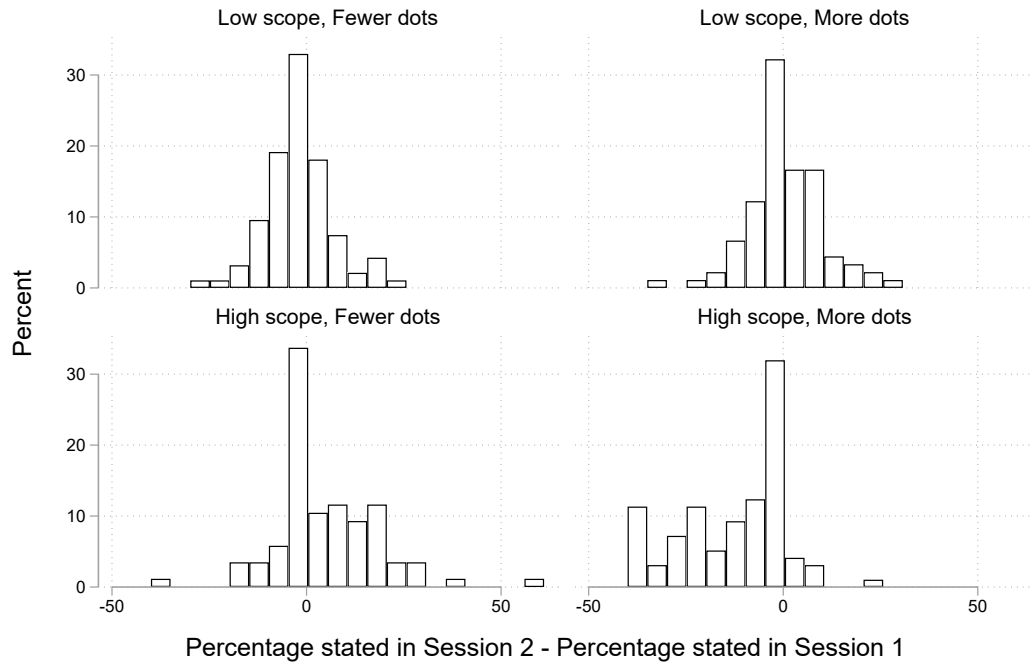 Low scope, Fewer dots
Low scope, More dots
30
20
10
0
High scope, Fewer dots
High scope, More dots
30
20
10
0
-50
0
50
-50
0
50
Percent
Percentage stated in Session 2 - Percentage stated in Session 1